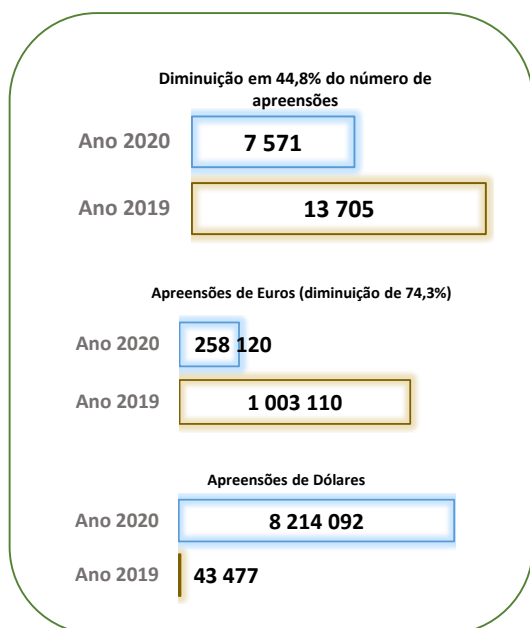 Diminuição em 44,8% do número de
apreensões
Ano 2020
7 571
Ano 2019
13 705
Apreensões de Euros (diminuição de 74,3%)
Ano 2020
258 120
Ano 2019
1 003 110
Apreensões de Dólares
Ano 2020
8 214 092
Ano 2019
43 477